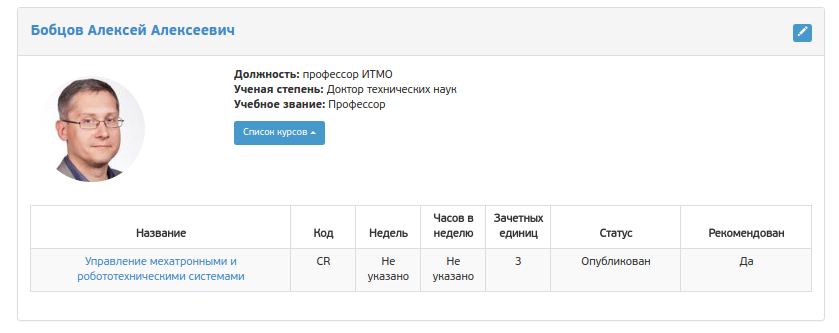 Бобцов Алексей Алексеевич
Должность: профессор ИТМО
Ученая степень: Доктор технических наук
Учебное звание: Профессор
Список курсов
Название
Код
Недель
Часов в
неделю
Зачетных
единиц
Статус
Рекомендован
Управление мехатронными и
робототехническими системами
CR
Не
указано
Не
указано
3
Опубликован
Да